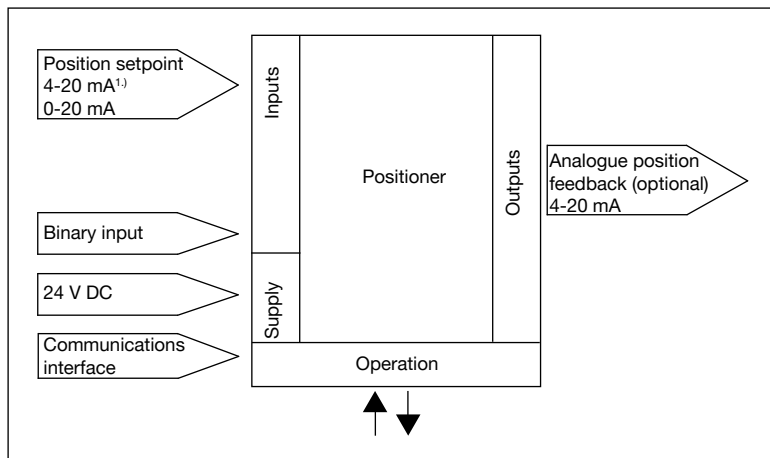 Position setpoint
4-20 mA¹·⁾
0-20 mA
Inputs
Binary input
24 V DC
Supply
Communications
interface
Positioner
Outputs
Analogue position
feedback (optional)
4-20 mA
Operation